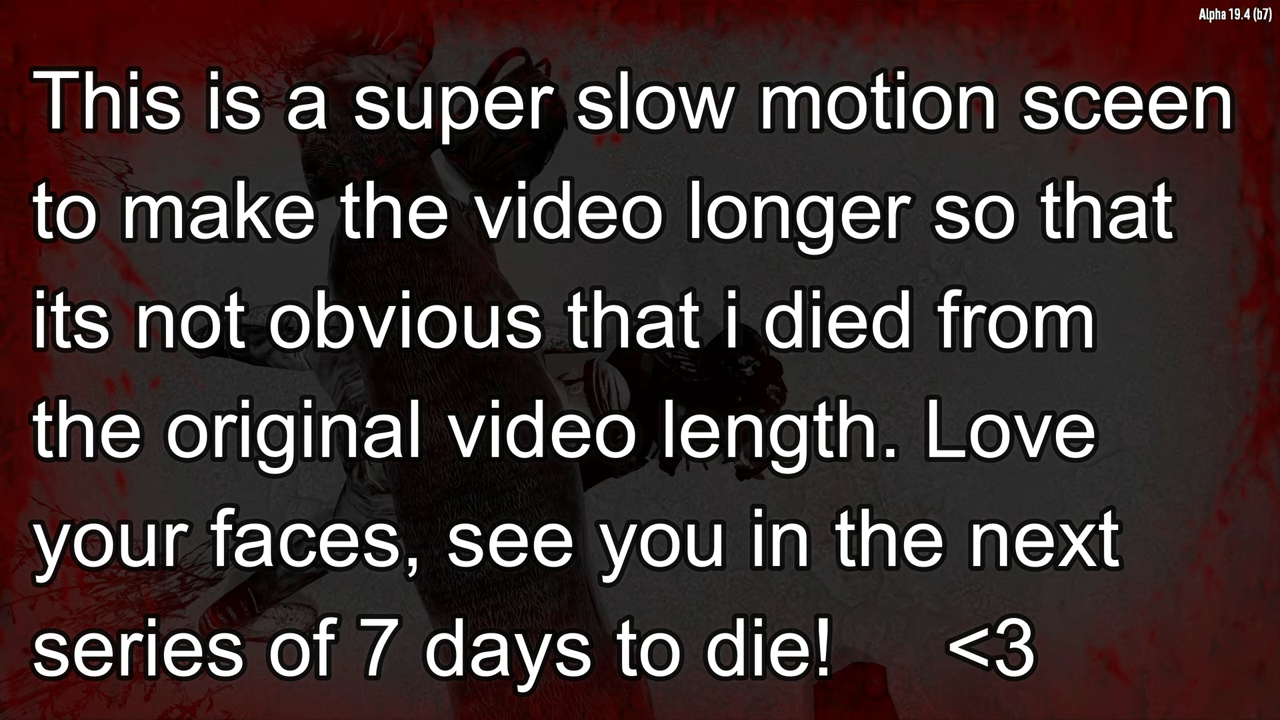 Alpha 19.4 (b7)
This is a super slow motion sceen
to make the video longer so that
its not obvious that i died from
the original video length. Love
your faces, see you in the next
series of 7 days to die! <3